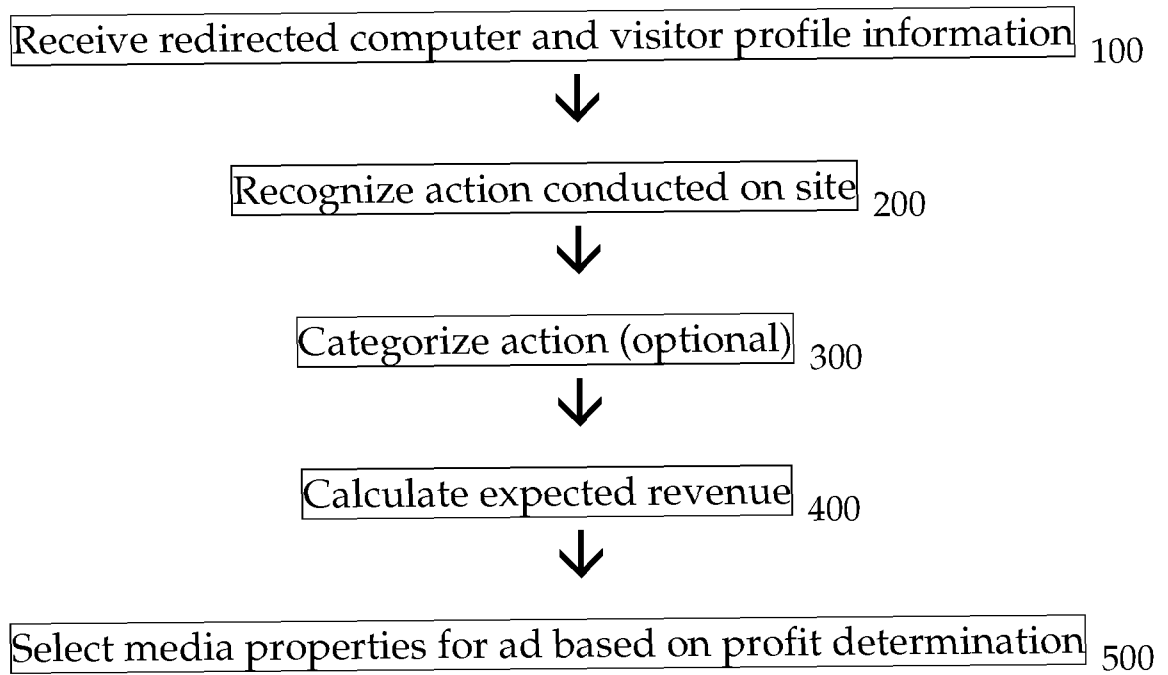 Receive redirected computer and visitor profile information 100
Recognize action conducted on site 200
Categorize action (optional) 300
Calculate expected revenue 400
Select media properties for ad based on profit determination 500